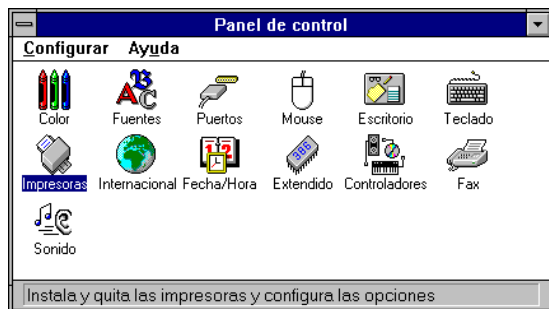 Panel de control
Configurar Ayuda
Color Fuentes Puertos Mouse Escritorio Teclado
Impresoras Internacional Fecha/Hora Extendido Controladores Fax
Sonido
Instala y quita las impresoras y configura las opciones